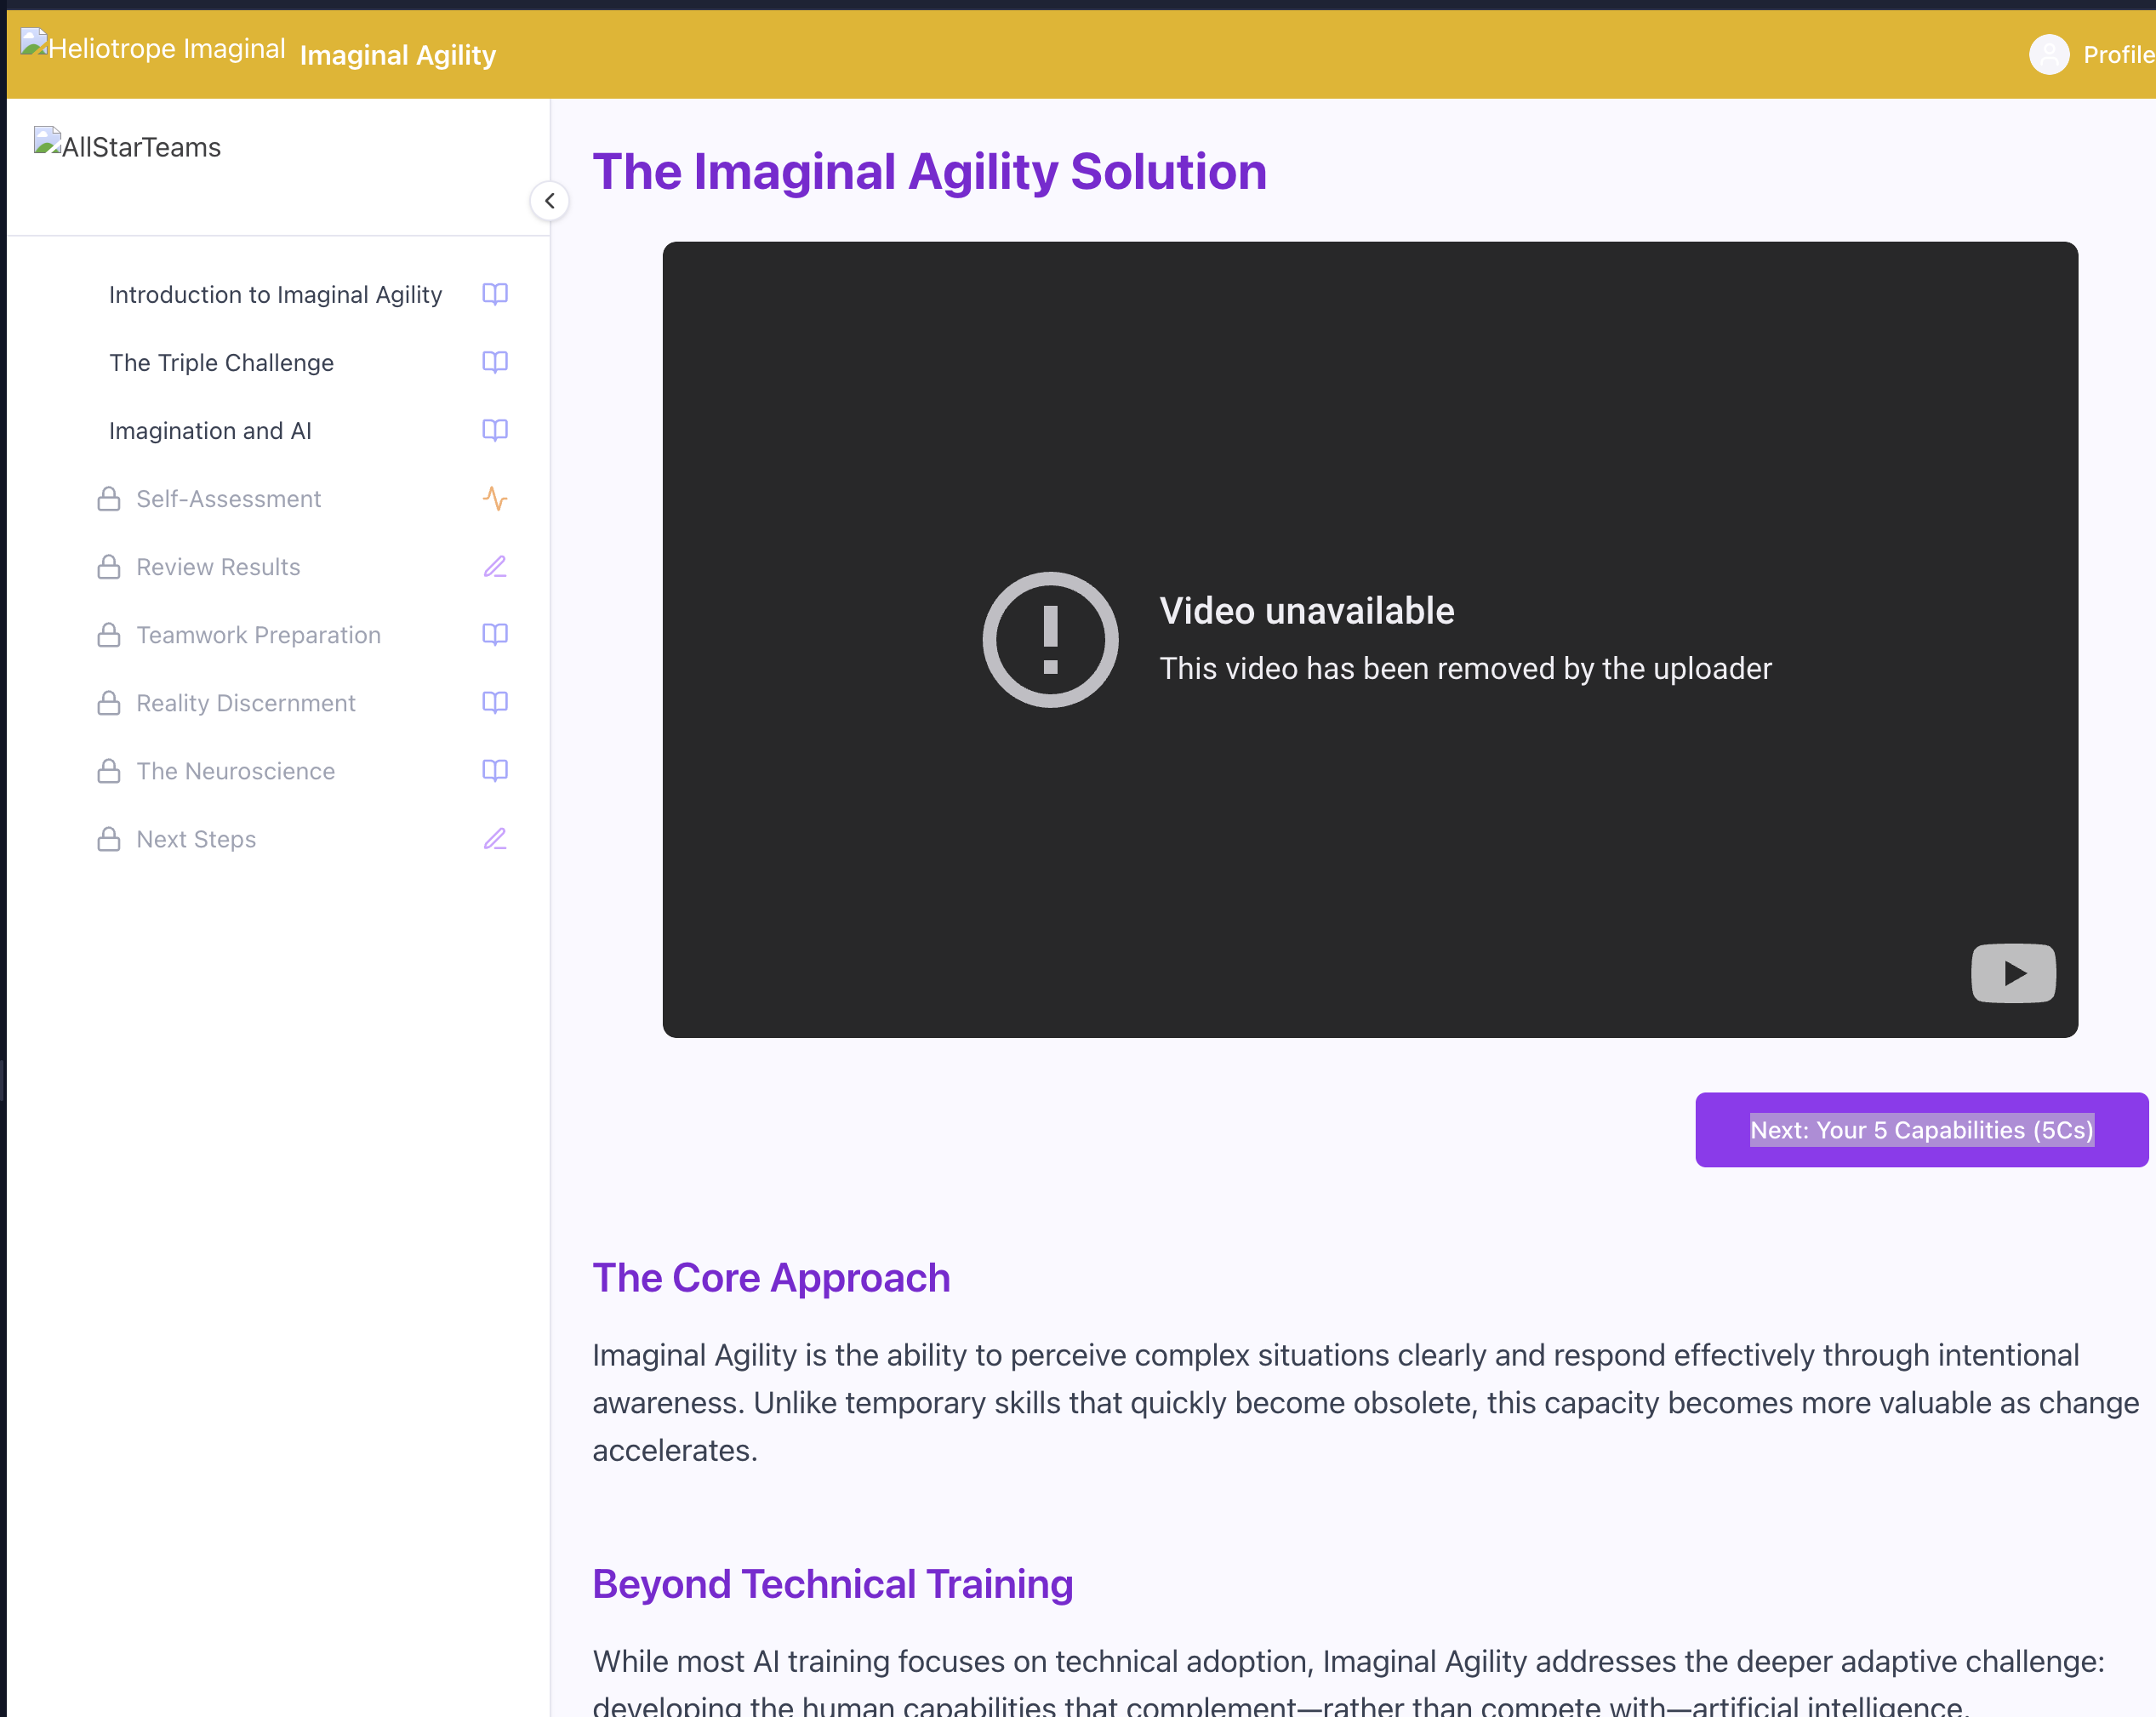 Heliotrope Imaginal Imaginal Agility
Profile
AllStarTeams
Introduction to Imaginal Agility
The Triple Challenge
Imagination and AI
Self-Assessment
Review Results
Teamwork Preparation
Reality Discernment
The Neuroscience
Next Steps
The Imaginal Agility Solution
Video unavailable
This video has been removed by the uploader
Next: Your 5 Capabilities (5Cs)
The Core Approach
Imaginal Agility is the ability to perceive complex situations clearly and respond effectively through intentional
awareness. Unlike temporary skills that quickly become obsolete, this capacity becomes more valuable as change
accelerates.
Beyond Technical Training
While most AI training focuses on technical adoption, Imaginal Agility addresses the deeper adaptive challenge:
developing the human capabilities that complement—rather than compete with—artificial intelligence.